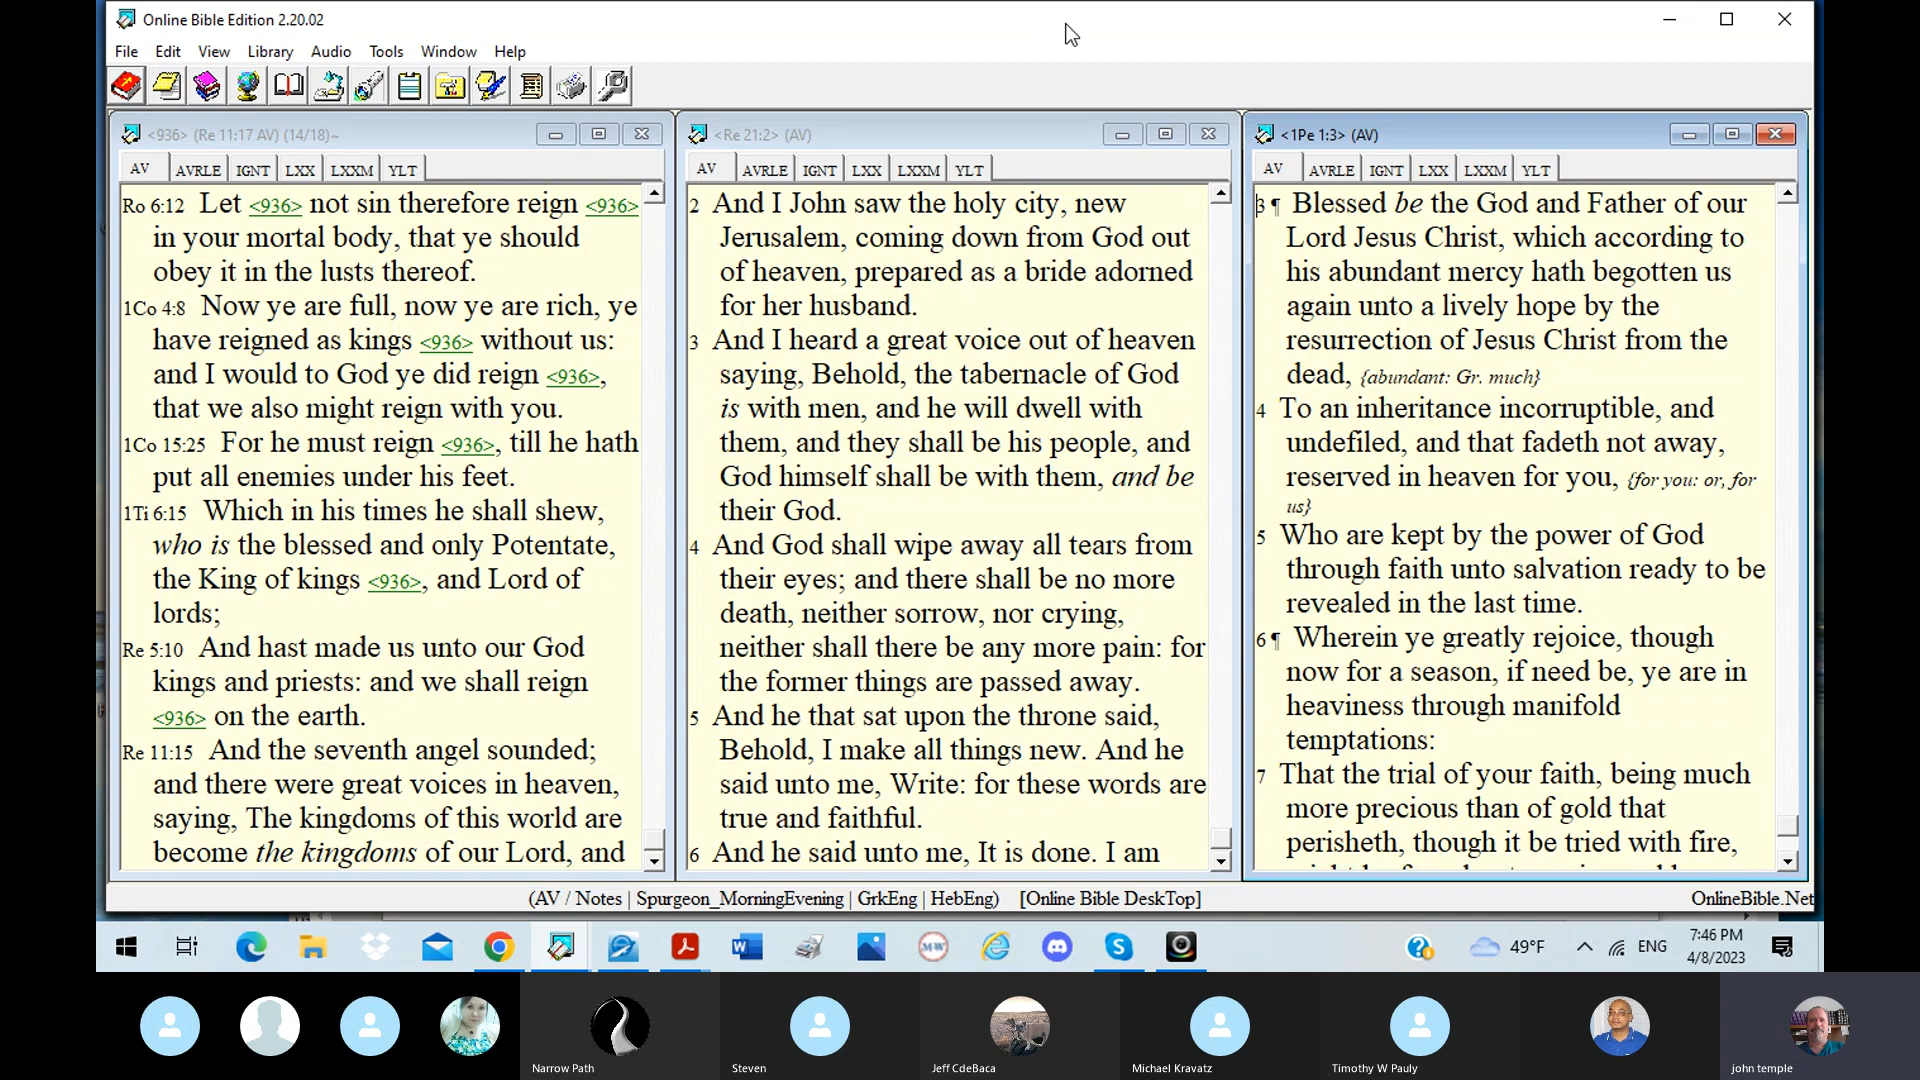 Online Bible Edition 2.20.02
File Edit View Library Audio Tools Window Help
<936> (Re 11:17 AV) (14/18)~
AV AVRLE IGNT LXX LXXM YLT
Ro 6:12 Let <936> not sin therefore reign <936>
in your mortal body, that ye should
obey it in the lusts thereof.
1Co 4:8 Now ye are full, now ye are rich, ye
have reigned as kings <936> without us:
and I would to God ye did reign <936>,
that we also might reign with you.
1Co 15:25 For he must reign <936>, till he hath
put all enemies under his feet.
1Ti 6:15 Which in his times he shall shew,
who is the blessed and only Potentate,
the King of kings <936>, and Lord of
lords;
Re 5:10 And hast made us unto our God
kings and priests: and we shall reign
<936> on the earth.
Re 11:15 And the seventh angel sounded;
and there were great voices in heaven,
saying, The kingdoms of this world are
become the kingdoms of our Lord, and
<Re 21:2> (AV)
AV AVRLE IGNT LXX LXXM YLT
2 And I John saw the holy city, new
Jerusalem, coming down from God out
of heaven, prepared as a bride adorned
for her husband.
3 And I heard a great voice out of heaven
saying, Behold, the tabernacle of God
is with men, and he will dwell with
them, and they shall be his people, and
God himself shall be with them, and be
their God.
4 And God shall wipe away all tears from
their eyes; and there shall be no more
death, neither sorrow, nor crying,
neither shall there be any more pain: for
the former things are passed away.
5 And he that sat upon the throne said,
Behold, I make all things new. And he
said unto me, Write: for these words are
true and faithful.
6 And he said unto me, It is done. I am
<1Pe 1:3> (AV)
AV AVRLE IGNT LXX LXXM YLT
3 ¶ Blessed be the God and Father of our
Lord Jesus Christ, which according to
his abundant mercy hath begotten us
again unto a lively hope by the
resurrection of Jesus Christ from the
dead, {abundant: Gr. much}
4 To an inheritance incorruptible, and
undefiled, and that fadeth not away,
reserved in heaven for you, {for you: or, for
us}
5 Who are kept by the power of God
through faith unto salvation ready to be
revealed in the last time.
6 ¶ Wherein ye greatly rejoice, though
now for a season, if need be, ye are in
heaviness through manifold
temptations:
7 That the trial of your faith, being much
more precious than of gold that
perisheth, though it be tried with fire,
(AV / Notes | Spurgeon_MorningEvening | GrkEng | HebEng) [Online Bible DeskTop]
OnlineBible.Net
49°F ENG
7:46 PM
4/8/2023
Narrow Path
Steven
Jeff CdeBaca
Michael Kravatz
Timothy W Pauly
john temple